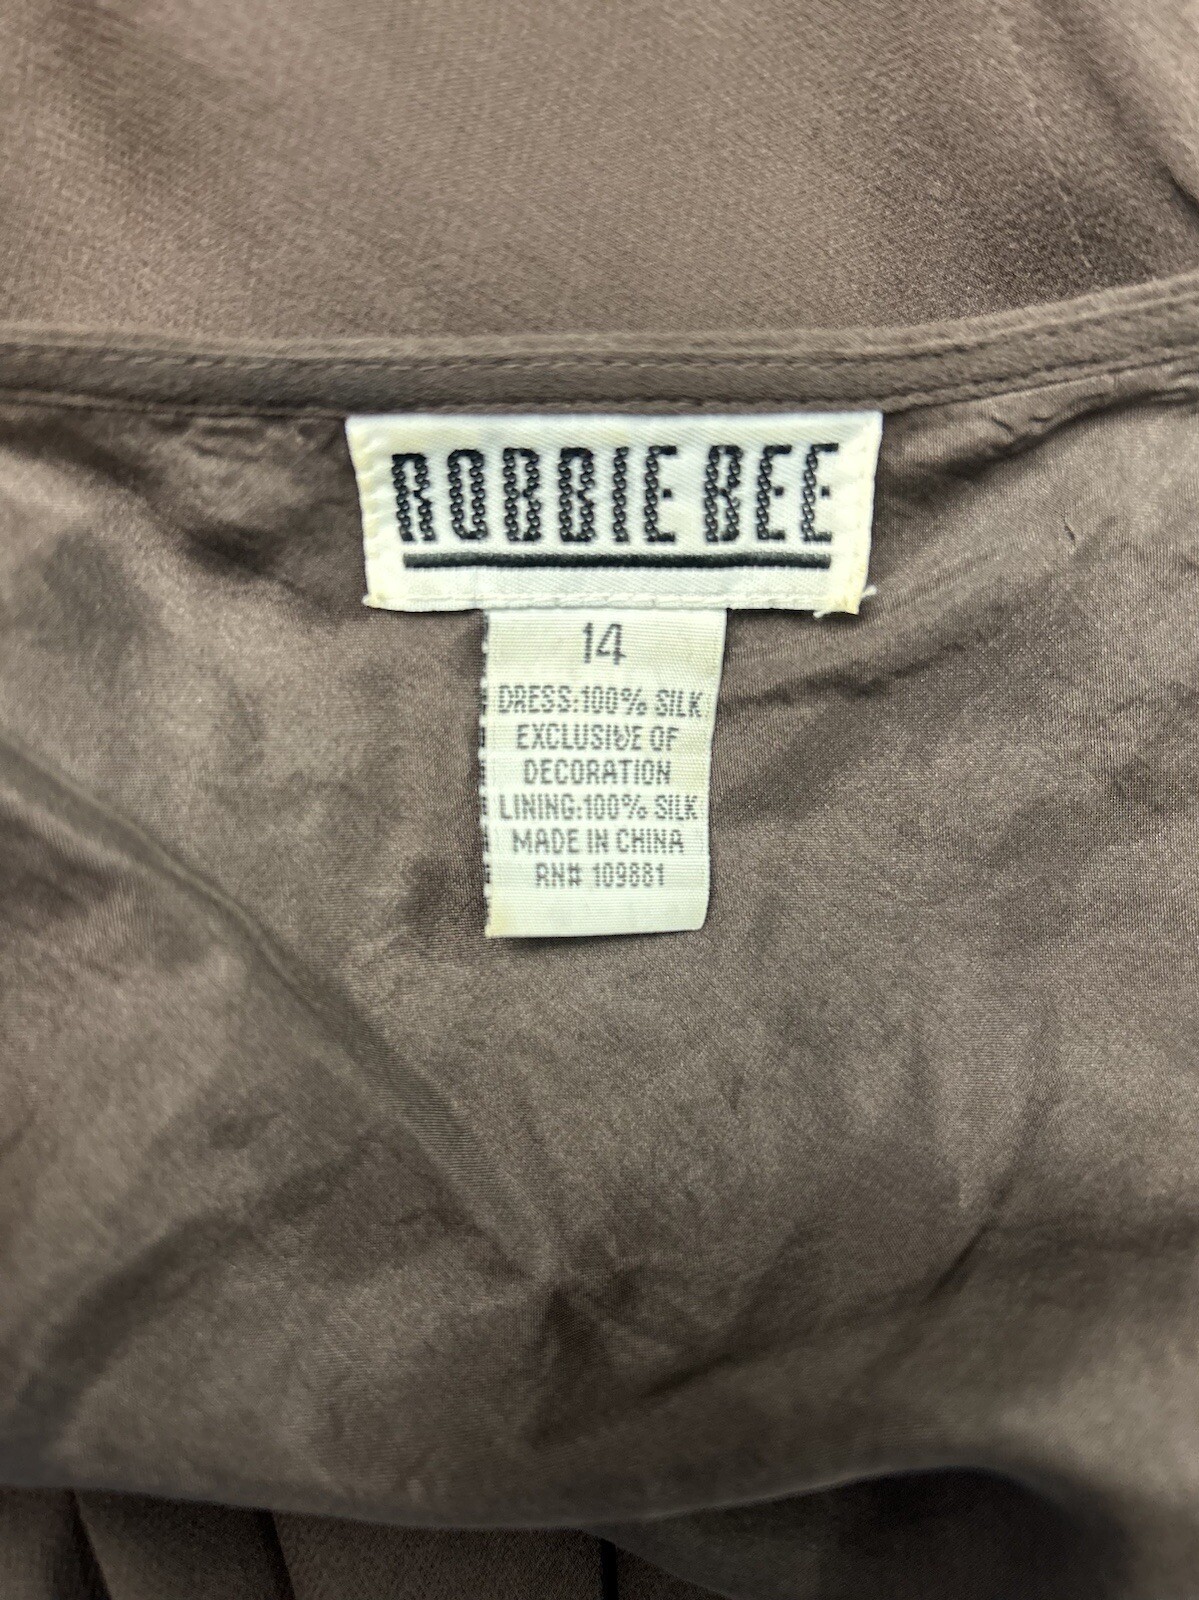 ROBBIE BEE
14
DRESS:100% SILK
EXCLUSIVE OF
DECORATION
LINING:100% SILK
MADE IN CHINA
RN# 109881